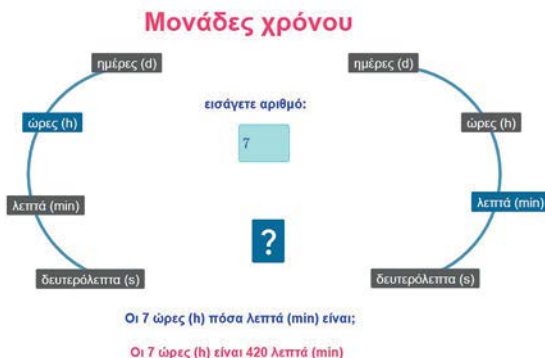 Μονάδες χρόνου
ημέρες (d)
ημέρες (d)
εισάγετε αριθμό:
ώρες (h)
ώρες (h)
7
λεπτά (min)
λεπτά (min)
?
δευτερόλεπτα (s)
δευτερόλεπτα (s)
Οι 7 ώρες (h) πόσα λεπτά (min) είναι;
Οι 7 ώρες (h) είναι 420 λεπτά (min)